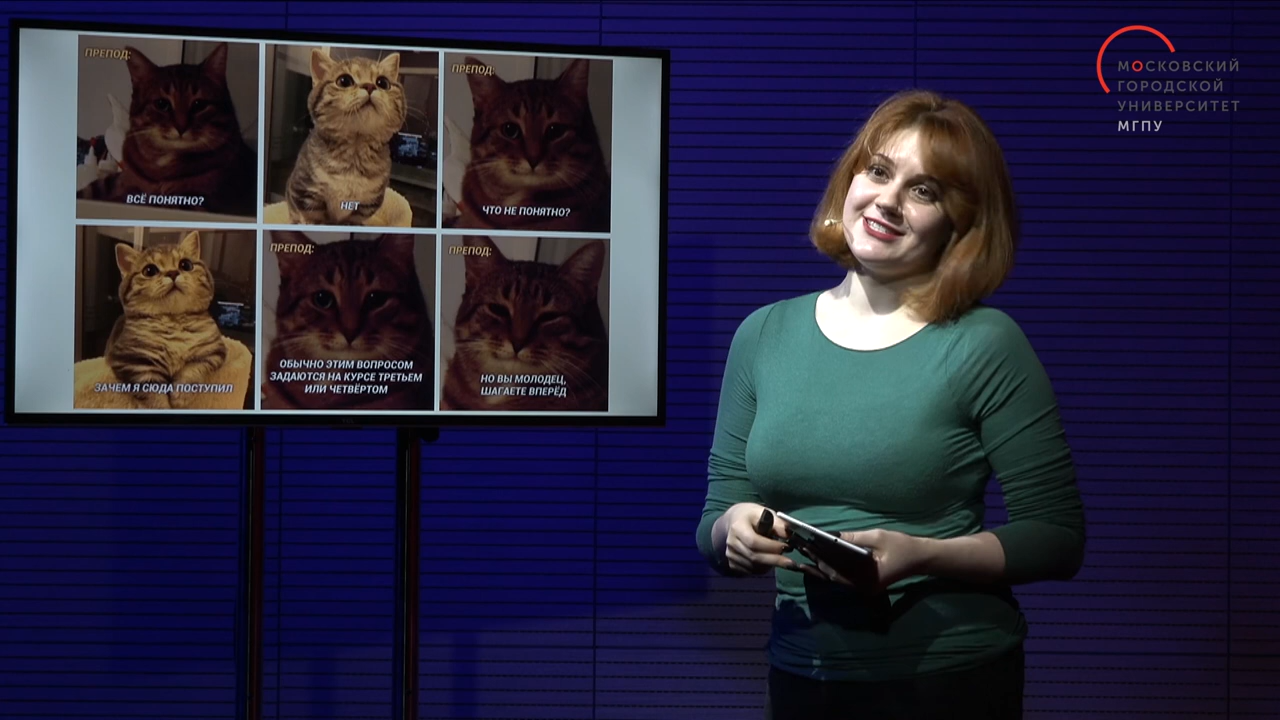 ПРЕПОД:
ВСЁ ПОНЯТНО?
НЕТ
ПРЕПОД:
ЧТО НЕ ПОНЯТНО?
ЗАЧЕМ Я СЮДА ПОСТУПИЛ
ПРЕПОД:
ОБЫЧНО ЭТИМ ВОПРОСОМ
ЗАДАЮТСЯ НА КУРСЕ ТРЕТЬЕМ
ИЛИ ЧЕТВЁРТОМ
ПРЕПОД:
НО ВЫ МОЛОДЕЦ,
ШАГАЕТЕ ВПЕРЁД
МОСКОВСКИЙ
ГОРОДСКОЙ
УНИВЕРСИТЕТ
МГПУ